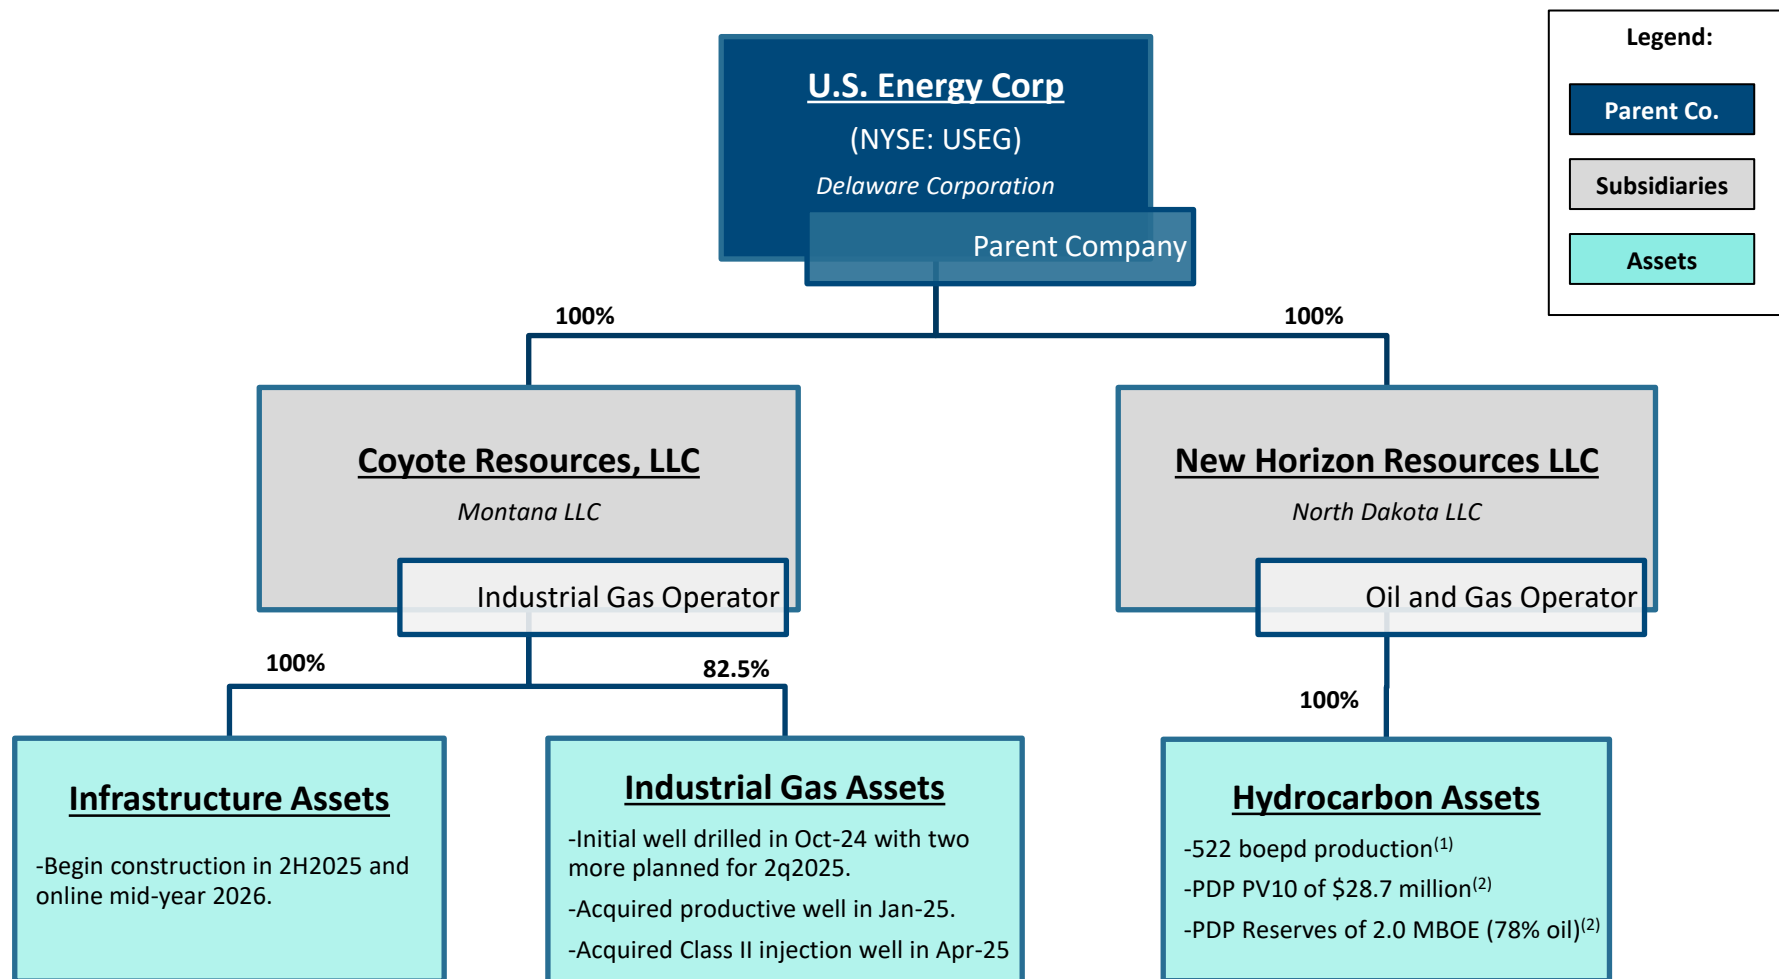 Legend:
Parent Co.
Subsidiaries
Assets
U.S. Energy Corp
(NYSE: USEG)
Delaware Corporation
Parent Company
100%
100%
Coyote Resources, LLC
Montana LLC
Industrial Gas Operator
New Horizon Resources LLC
North Dakota LLC
Oil and Gas Operator
100%
82.5%
100%
Infrastructure Assets
-Begin construction in 2H2025 and
online mid-year 2026.
Industrial Gas Assets
-Initial well drilled in Oct-24 with two
more planned for 2q2025.
-Acquired productive well in Jan-25.
-Acquired Class II injection well in Apr-25
Hydrocarbon Assets
-522 boepd production(1)
-PDP PV10 of $28.7 million(2)
-PDP Reserves of 2.0 MBOE (78% oil)(2)